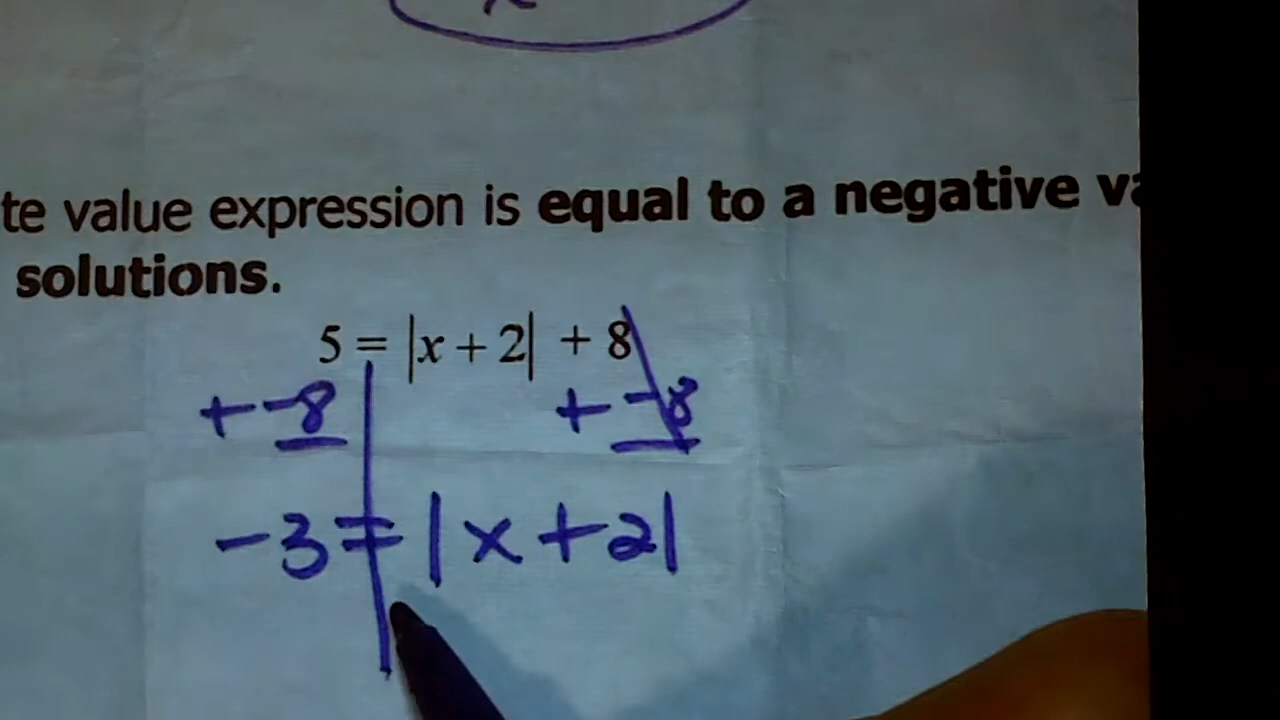 te value expression is equal to a negative va
solutions.
5 = |x + 2| + 8
+-8 +-8
-3 = |x+2|